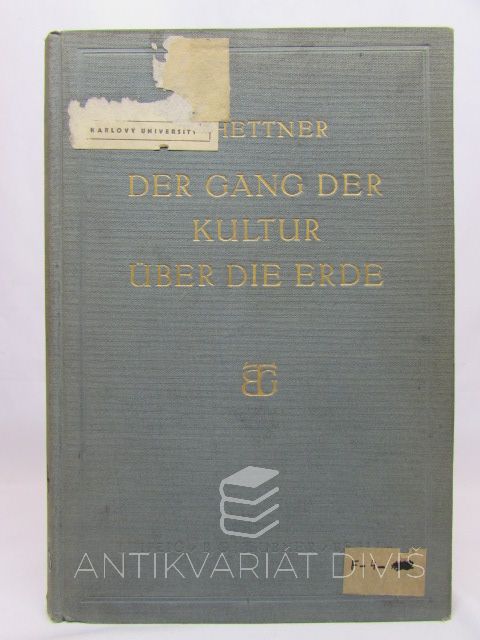 KARLOVY UNIVERSITY
HETTNER
DER GANG DER
KULTUR
ÜBER DIE ERDE
BG
ANTIKVARIÁT DIVIŠ